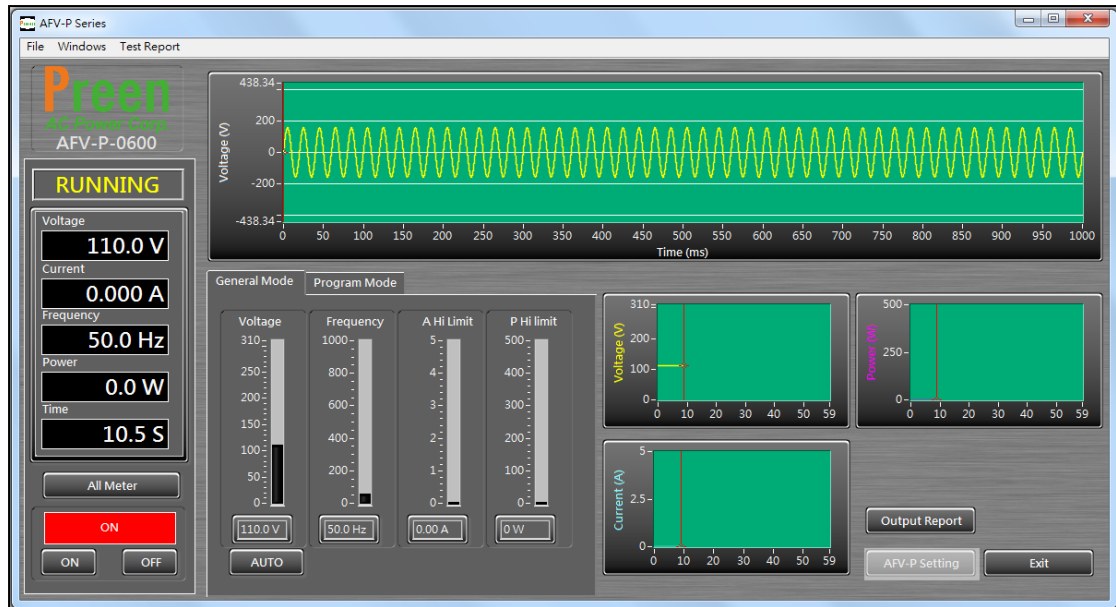 AFV-P Series
File Windows Test Report
Preen
AC Power Corp.
AFV-P-0600
RUNNING
Voltage
110.0 V
Current
0.000 A
Frequency
50.0 Hz
Power
0.0 W
Time
10.5 S
All Meter
ON
ON OFF
Voltage (V)
438.34
200
0
-200
-438.34
0 50 100 150 200 250 300 350 400 450 500 550 600 650 700 750 800 850 900 950 1000
Time (ms)
General Mode Program Mode
Voltage
310
250
200
150
100
50
0
110.0 V
AUTO
Frequency
1000
800
600
400
200
0
50.0 Hz
A Hi Limit
5
4
3
2
1
0
0.00 A
P Hi limit
500
400
300
200
100
0
0 W
Voltage (V)
310
200
100
0
0 10 20 30 40 50 59
Power (W)
500
250
0
0 10 20 30 40 50 59
Current (A)
5
2.5
0
0 10 20 30 40 50 59
Output Report
AFV-P Setting Exit